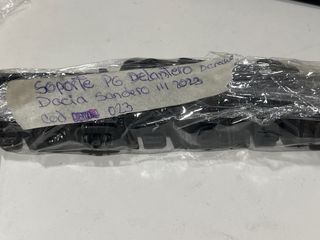 Soporte PG Delantero Derecho
Dacia Sandero III 2023
Cod 023